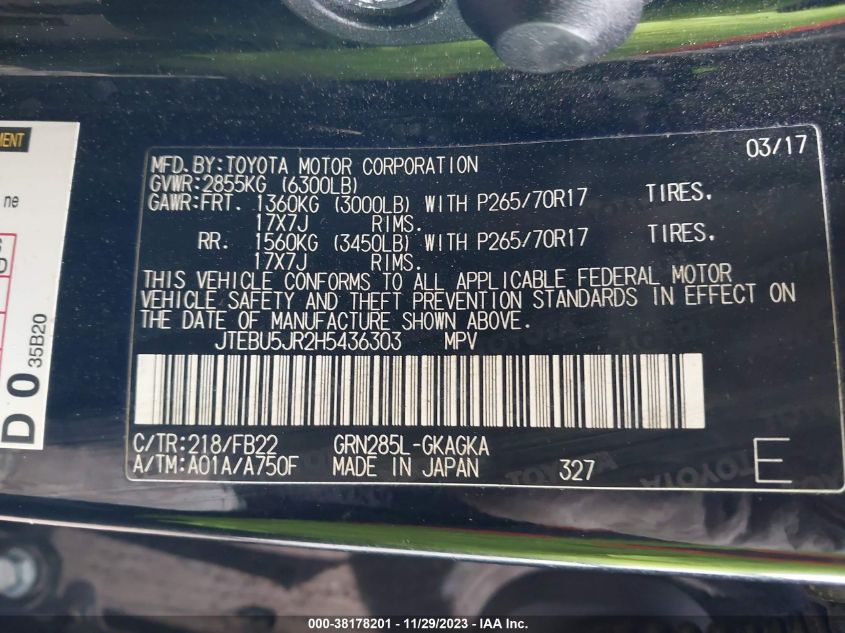 MENT
ne
S
D
D 0
35B20
03/17
MFD. BY:TOYOTA MOTOR CORPORATION
GVWR:2855KG (6300LB)
GAWR:FRT. 1360KG (3000LB) WITH P265/70R17 TIRES.
17X7J RIMS.
RR. 1560KG (3450LB) WITH P265/70R17 TIRES.
17X7J RIMS.
THIS VEHICLE CONFORMS TO ALL APPLICABLE FEDERAL MOTOR
VEHICLE SAFETY AND THEFT PREVENTION STANDARDS IN EFFECT ON
THE DATE OF MANUFACTURE SHOWN ABOVE.
JTEBU5JR2H5436303 MPV
C/TR:218/FB22 GRN285L-GKAGKA
A/TM:A01A/A750F MADE IN JAPAN 327 E
000-38178201 - 11/29/2023 - IAA Inc.